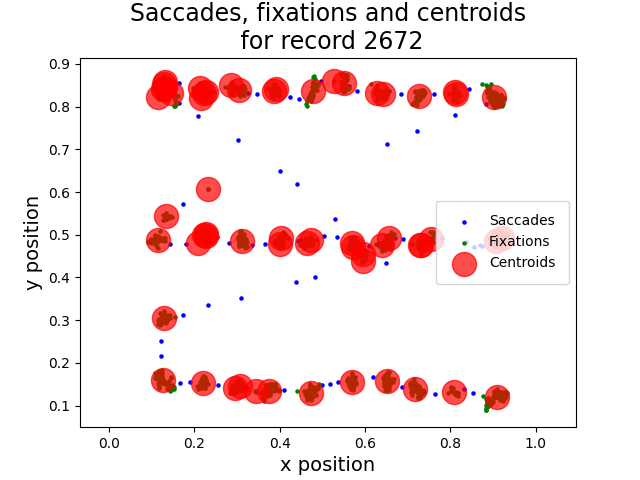 Saccades, fixations and centroids
for record 2672
0.9
0.8
0.7
0.6
0.5
0.4
0.3
0.2
0.1
y position
Saccades
Fixations
Centroids
0.0
0.2
0.4
0.6
0.8
1.0
x position